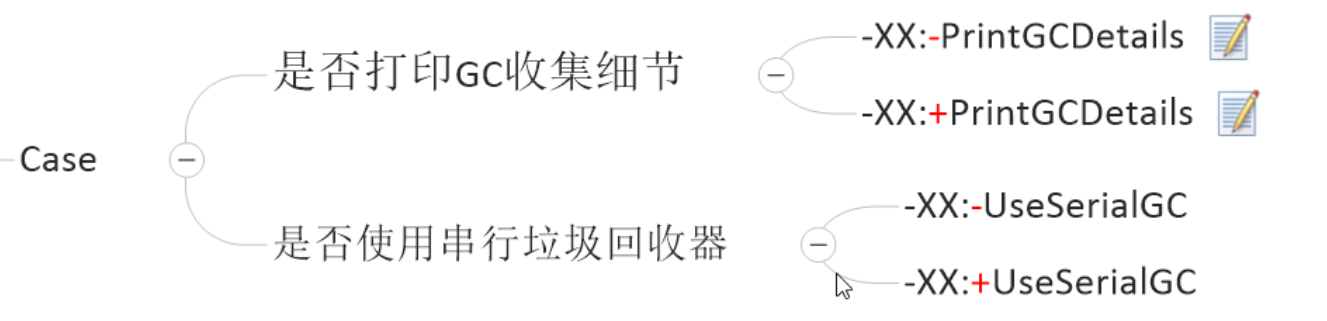 Case
是否打印GC收集细节
-XX:-PrintGCDetails
-XX:+PrintGCDetails
是否使用串行垃圾回收器
-XX:-UseSerialGC
-XX:+UseSerialGC